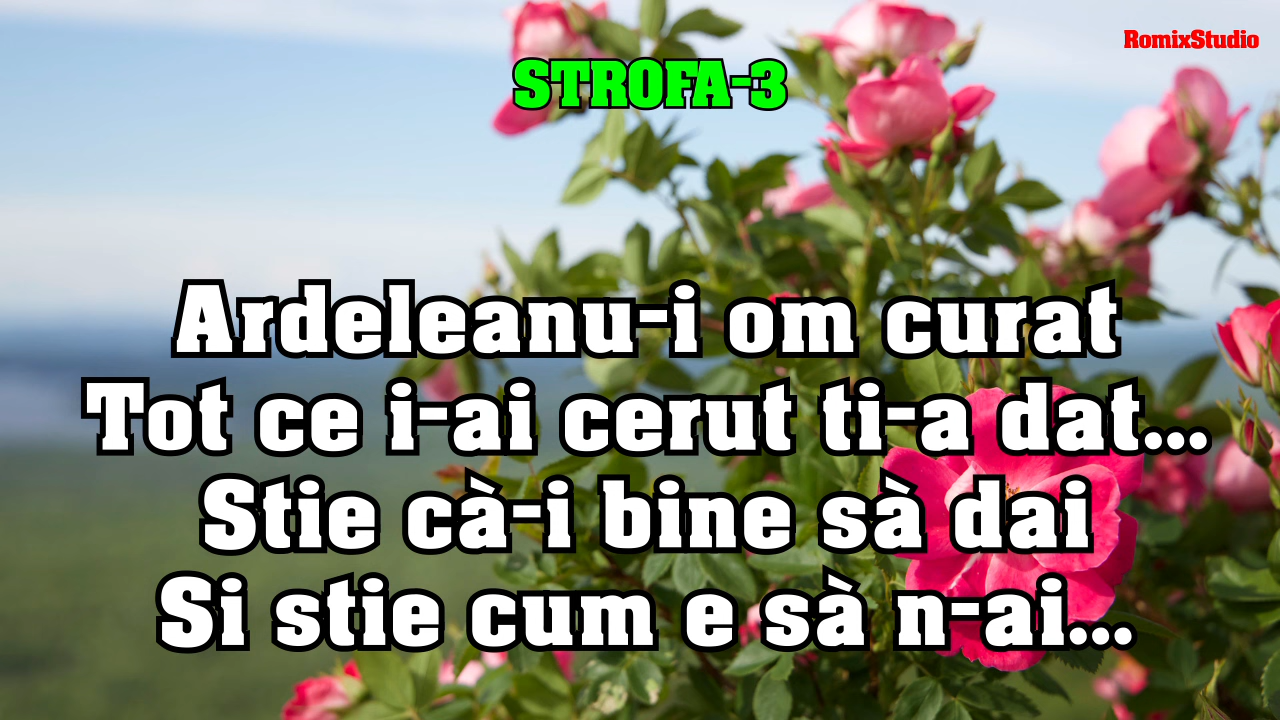 RomixStudio
STROFA-3
Ardeleanu-i om curat
Tot ce i-ai cerut ti-a dat...
Stie cà-i bine sà dai
Si stie cum e sà n-ai...